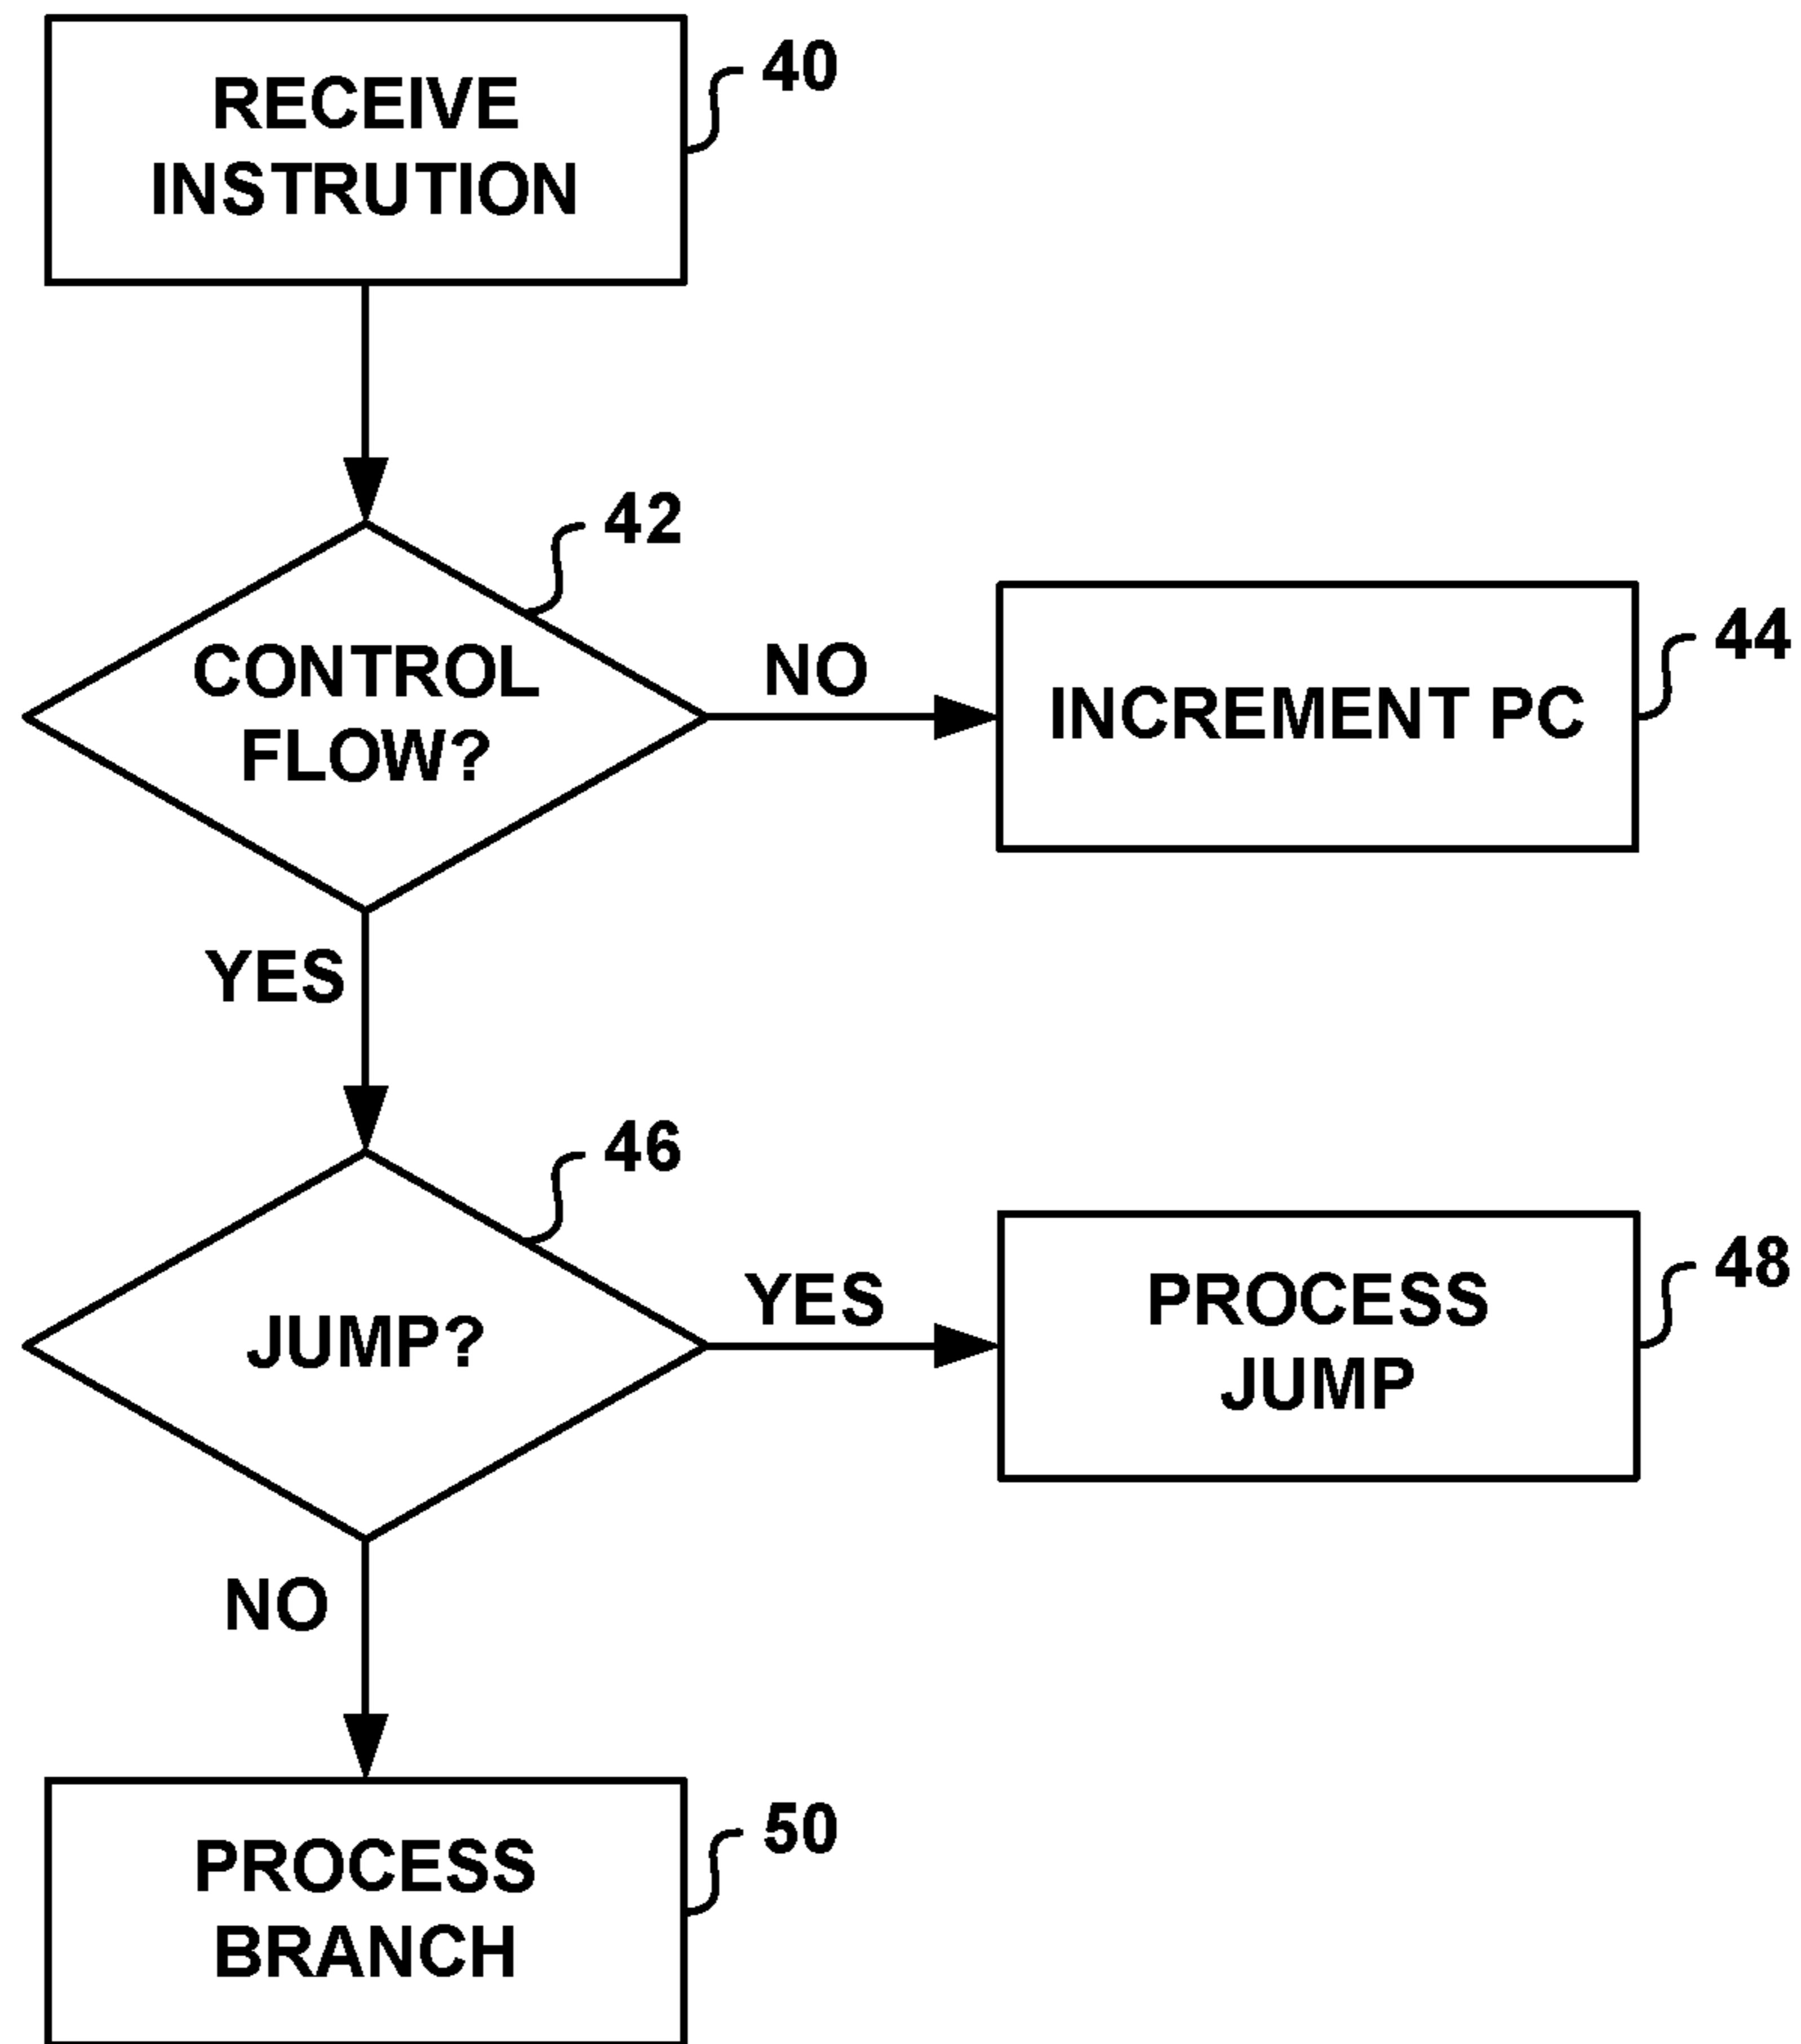 RECEIVE
INSTRUTION
40
42
CONTROL
FLOW?
NO
INCREMENT PC
44
YES
46
JUMP?
YES
PROCESS
JUMP
48
NO
PROCESS
BRANCH
50